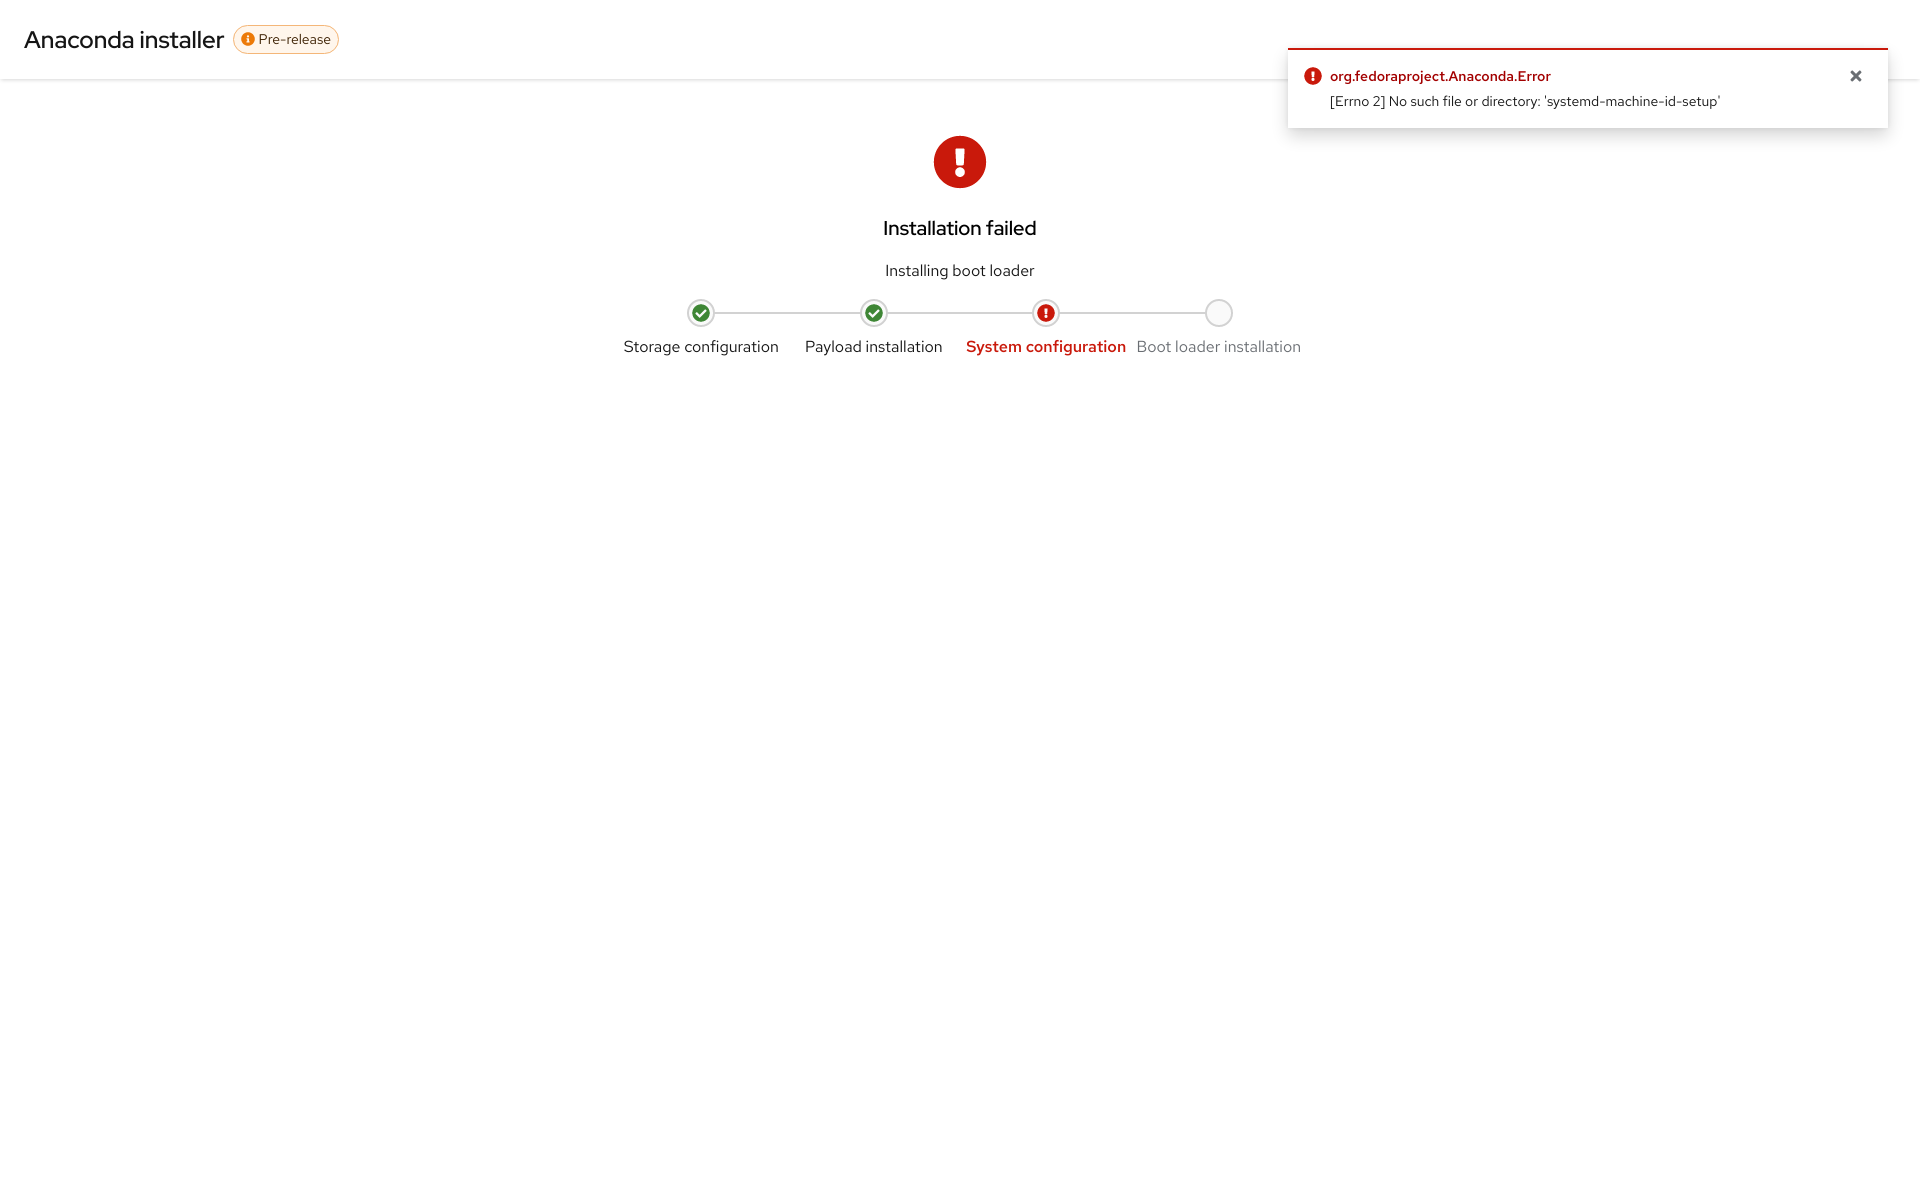 Anaconda installer
Pre-release
org.fedoraproject.Anaconda.Error
[Errno 2] No such file or directory: 'systemd-machine-id-setup'
Installation failed
Installing boot loader
Storage configuration
Payload installation
System configuration
Boot loader installation